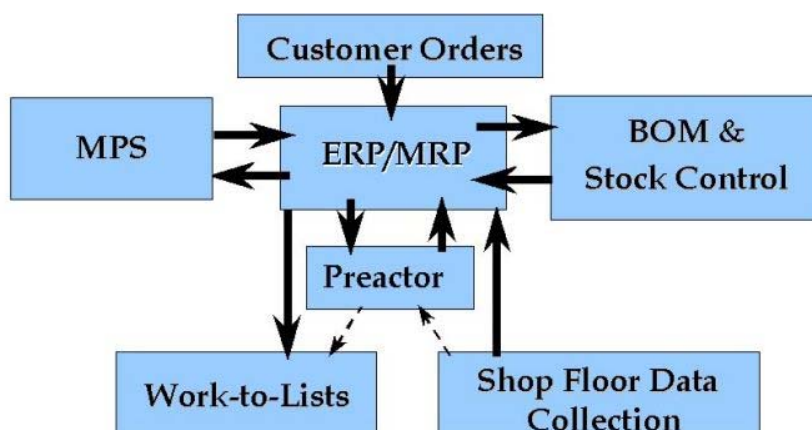 Customer Orders
MPS
ERP/MRP
BOM &
Stock Control
Preactor
Work-to-Lists
Shop Floor Data
Collection